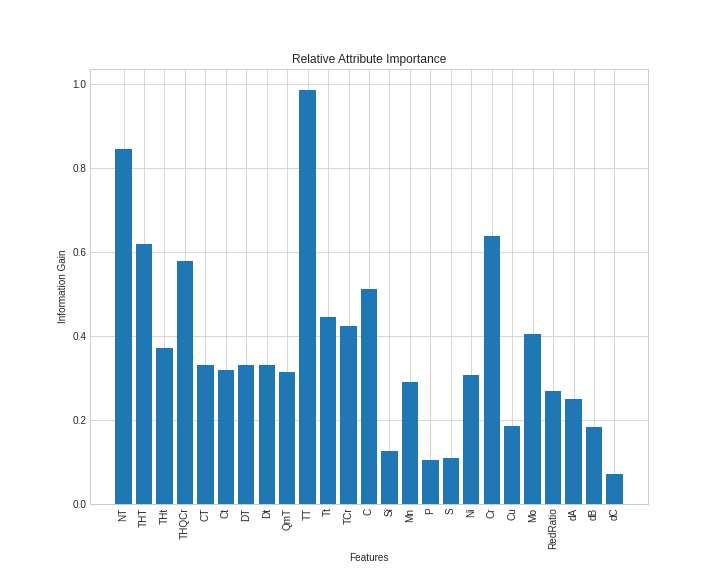 Relative Attribute Importance
1.0
0.8
0.6
0.4
0.2
0.0
Information Gain
NT
THT
THt
THQCr
CT
Ct
DT
Dt
QmT
TT
Tt
TCr
C
Si
Mn
P
S
Ni
Cr
Cu
Mo
RedRatio
dA
dB
dC
Features